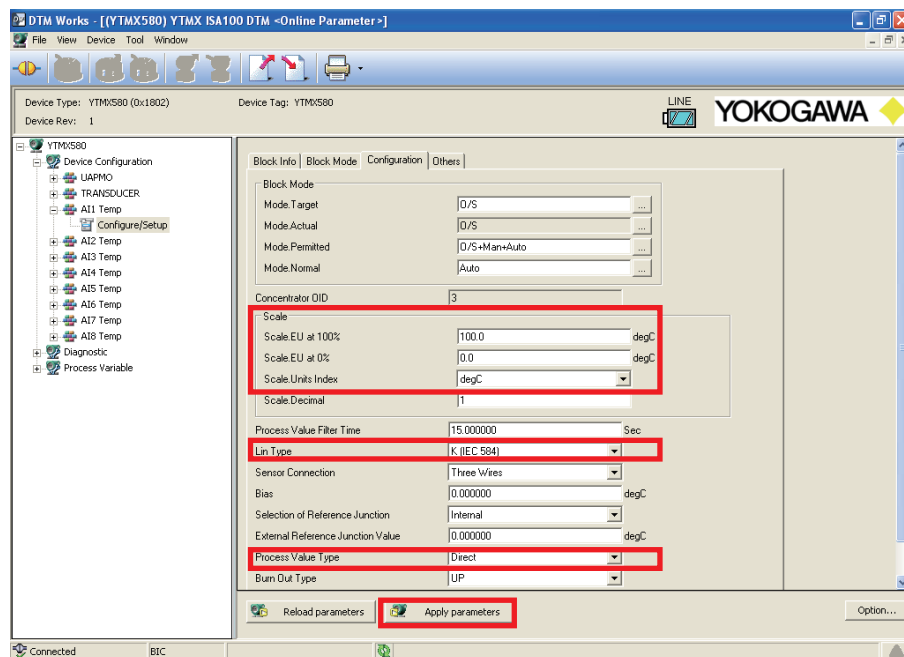 DTM Works - [(YTMX580) YTMX ISA100 DTM <Online Parameter>]
File View Device Tool Window
Device Type: YTMX580 (0x1802) Device Tag: YTMX580
LINE
YOKOGAWA
Device Rev: 1
YTMX580
Device Configuration
UAPMO
TRANSDUCER
AI1 Temp
Configure/Setup
AI2 Temp
AI3 Temp
AI4 Temp
AI5 Temp
AI6 Temp
AI7 Temp
AI8 Temp
Diagnostic
Process Variable
Block Info Block Mode Configuration Others
Block Mode
Mode.Target O/S ...
Mode.Actual O/S ...
Mode.Permitted O/S+Man+Auto ...
Mode.Normal Auto ...
Concentrator OID 3
Scale
Scale.EU at 100% 100.0 degC
Scale.EU at 0% 0.0 degC
Scale.Units Index degC
Scale.Decimal 1
Process Value Filter Time 15.000000 Sec
Lin Type K (IEC 584)
Sensor Connection Three Wires
Bias 0.000000 degC
Selection of Reference Junction Internal
External Reference Junction Value 0.000000 degC
Process Value Type Direct
Burn Out Type UP
Reload parameters Apply parameters Option...
Connected BIC